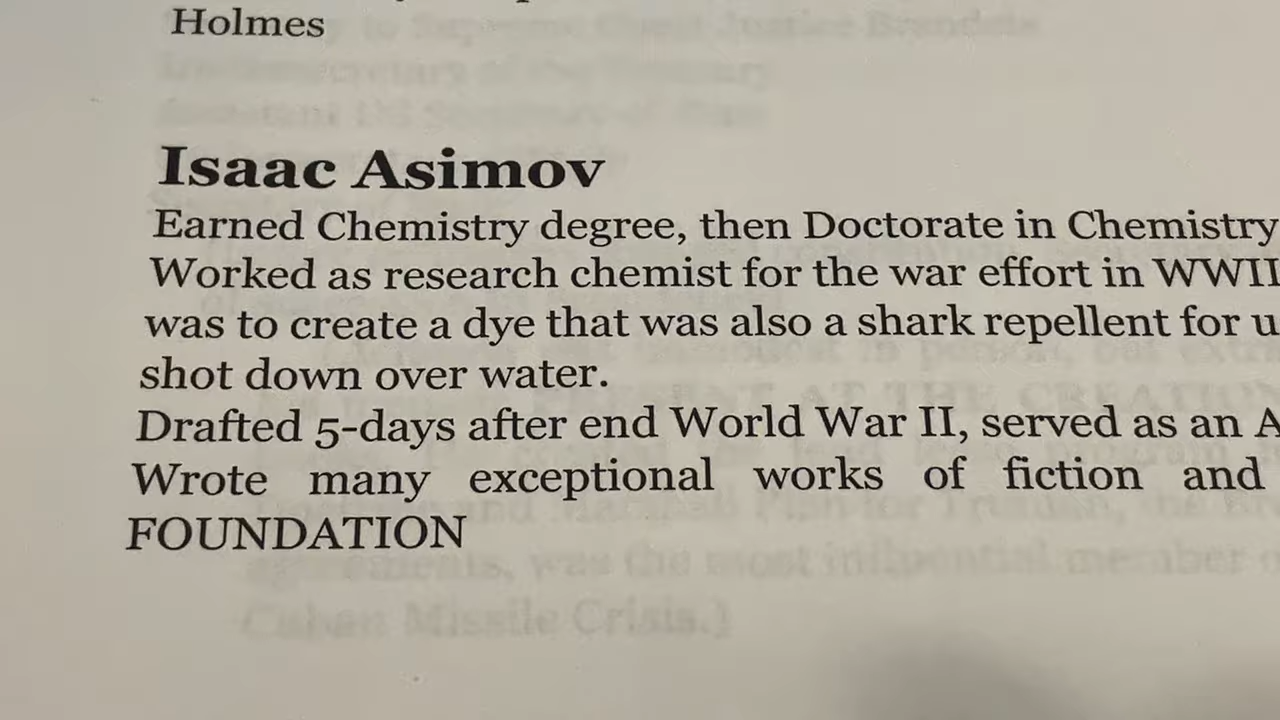 Holmes
Isaac Asimov
Earned Chemistry degree, then Doctorate in Chemistry
Worked as research chemist for the war effort in WWII
was to create a dye that was also a shark repellent for u
shot down over water.
Drafted 5-days after end World War II, served as an A
Wrote many exceptional works of fiction and
FOUNDATION